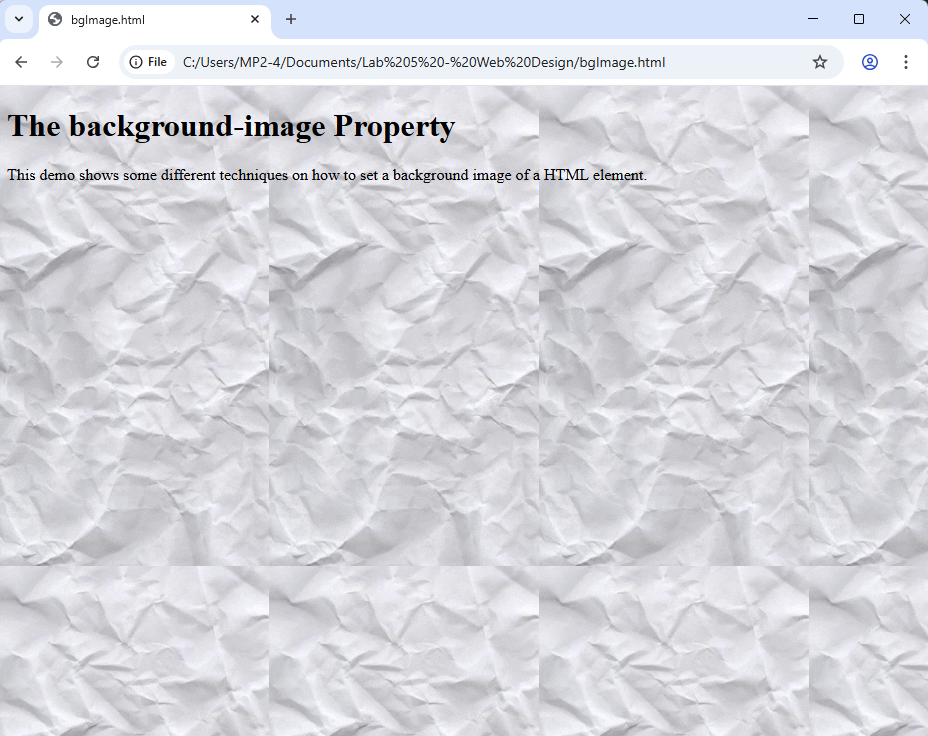 bgImage.html
File
C:/Users/MP2-4/Documents/Lab%205%20-%20Web%20Design/bgImage.html
The background-image Property
This demo shows some different techniques on how to set a background image of a HTML element.